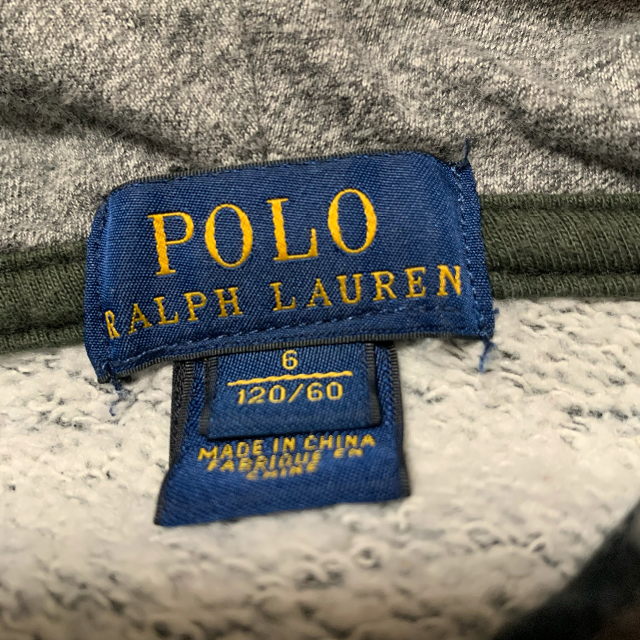 POLO
RALPH LAUREN
6
120/60
MADE IN CHINA
FABRIQUE EN
CHINE